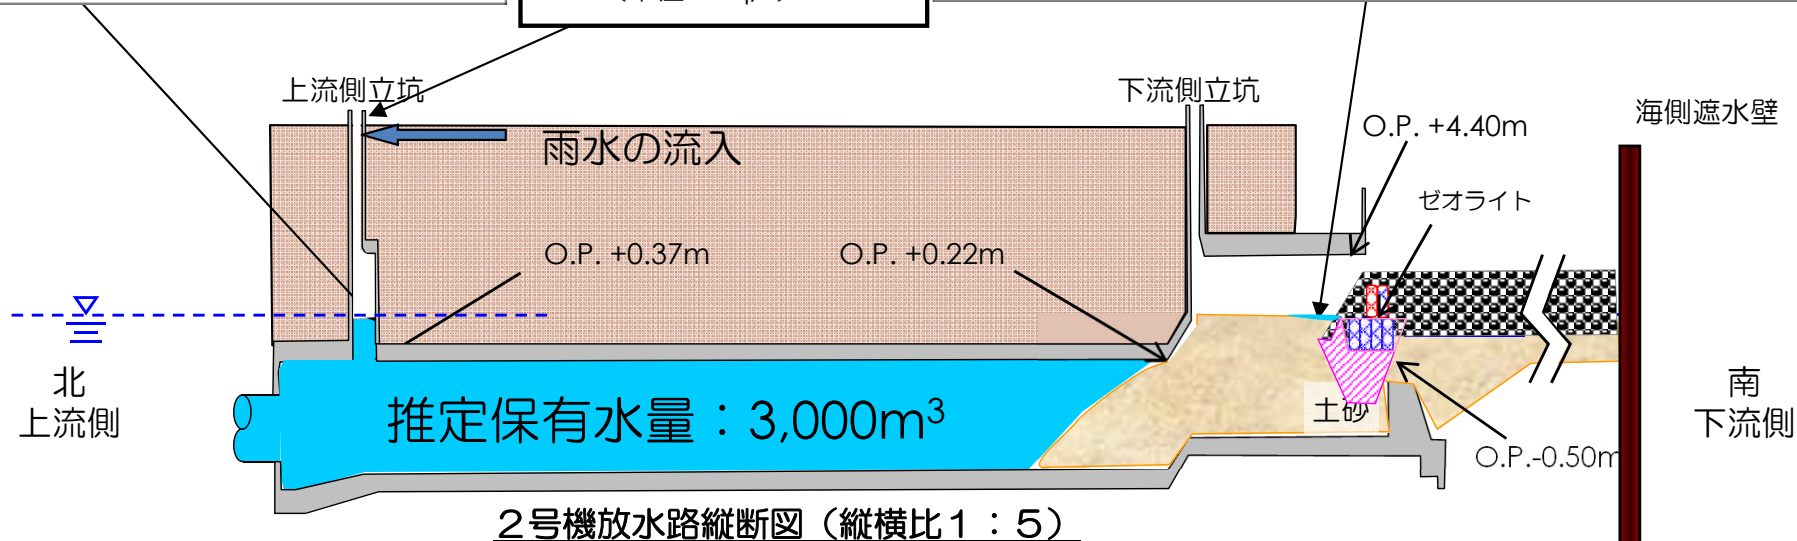 上流側立坑
下流側立坑
海側遮水壁
O.P. +4.40m
雨水の流入
ゼオライト
O.P. +0.37m
O.P. +0.22m
北
上流側
推定保有水量：3,000m³
土砂
南
下流側
O.P.-0.50m
２号機放水路縦断図（縦横比１：５）